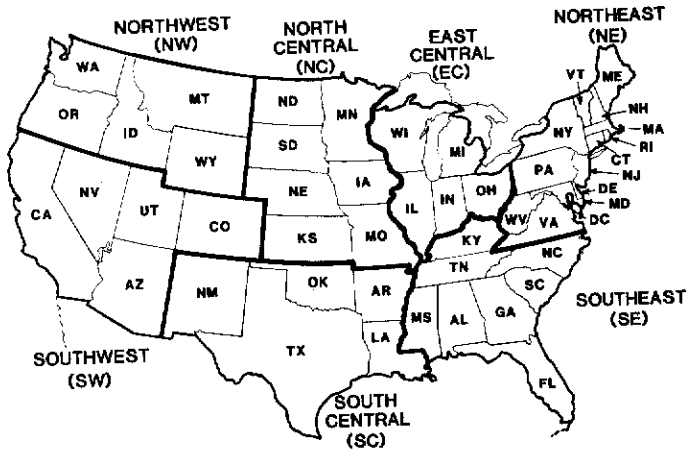 NORTHWEST
(NW)
NORTH
CENTRAL
(NC)
EAST
CENTRAL
(EC)
NORTHEAST
(NE)
WA
OR
ID
MT
WY
ND
SD
NE
KS
MN
IA
MO
WI
MI
IL
IN
OH
VT
ME
NH
MA
RI
CT
NJ
NY
PA
DE
MD
DC
WV
VA
CA
NV
UT
CO
AZ
NM
OK
TX
AR
LA
KY
TN
NC
SC
MS
AL
GA
FL
SOUTHWEST
(SW)
SOUTH
CENTRAL
(SC)
SOUTHEAST
(SE)